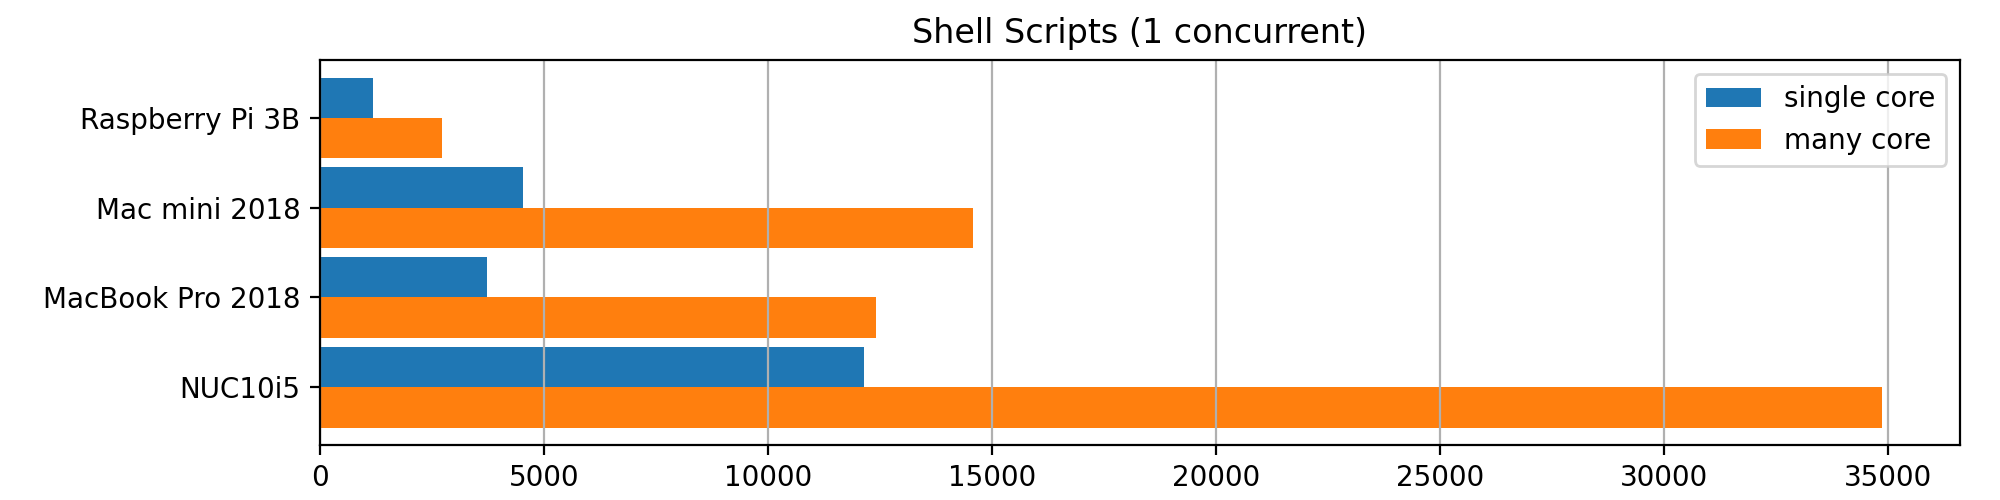 Shell Scripts (1 concurrent)
single core
many core
Raspberry Pi 3B
Mac mini 2018
MacBook Pro 2018
NUC10i5
0 5000 10000 15000 20000 25000 30000 35000